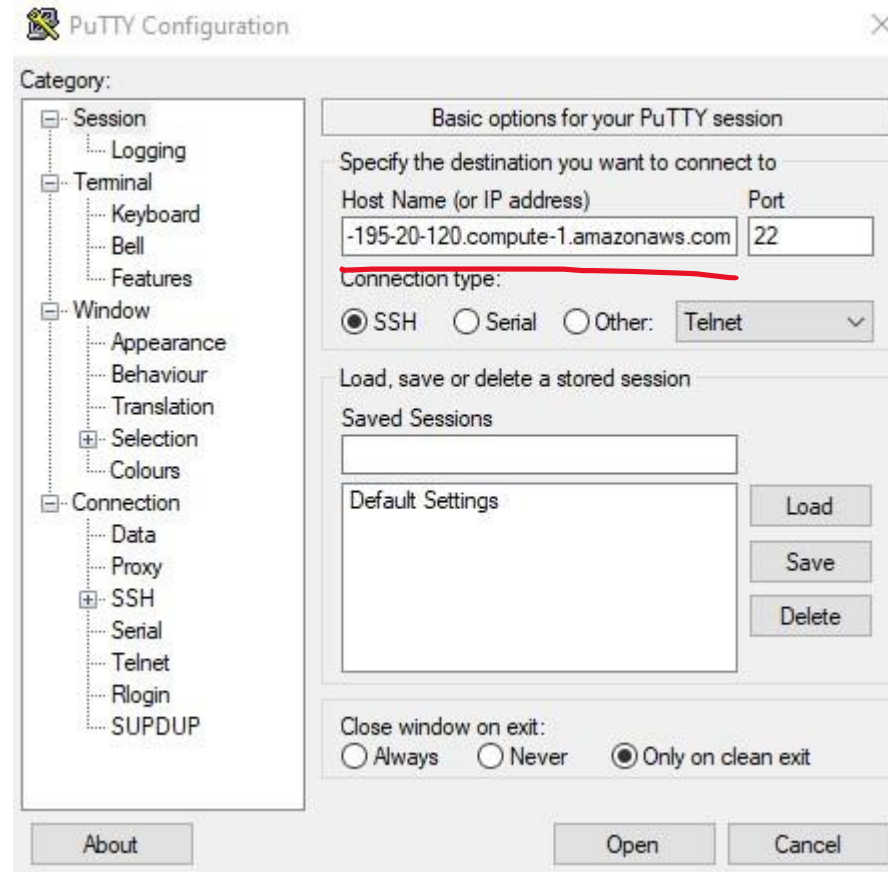 PuTTY Configuration
Category:
Session
Logging
Terminal
Keyboard
Bell
Features
Window
Appearance
Behaviour
Translation
Selection
Colours
Connection
Data
Proxy
SSH
Serial
Telnet
Rlogin
SUPDUP
Basic options for your PuTTY session
Specify the destination you want to connect to
Host Name (or IP address) Port
-195-20-120.compute-1.amazonaws.com 22
Connection type:
SSH Serial Other: Telnet
Load, save or delete a stored session
Saved Sessions
Default Settings
Load
Save
Delete
Close window on exit:
Always Never Only on clean exit
About Open Cancel